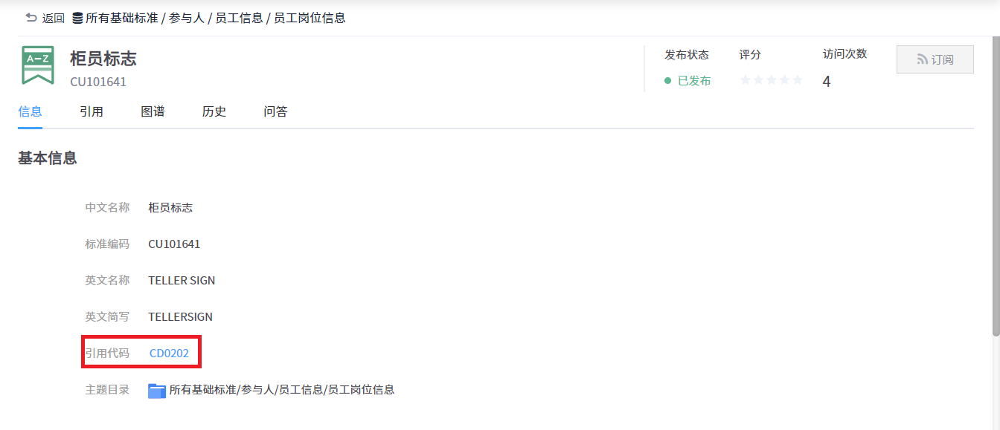 返回 所有基础标准 / 参与人 / 员工信息 / 员工岗位信息
A-Z
柜员标志
CU101641
发布状态 评分 访问次数
已发布 4
订阅
信息 引用 图谱 历史 问答
基本信息
中文名称 柜员标志
标准编码 CU101641
英文名称 TELLER SIGN
英文简写 TELLERSIGN
引用代码 CD0202
主题目录 所有基础标准/参与人/员工信息/员工岗位信息